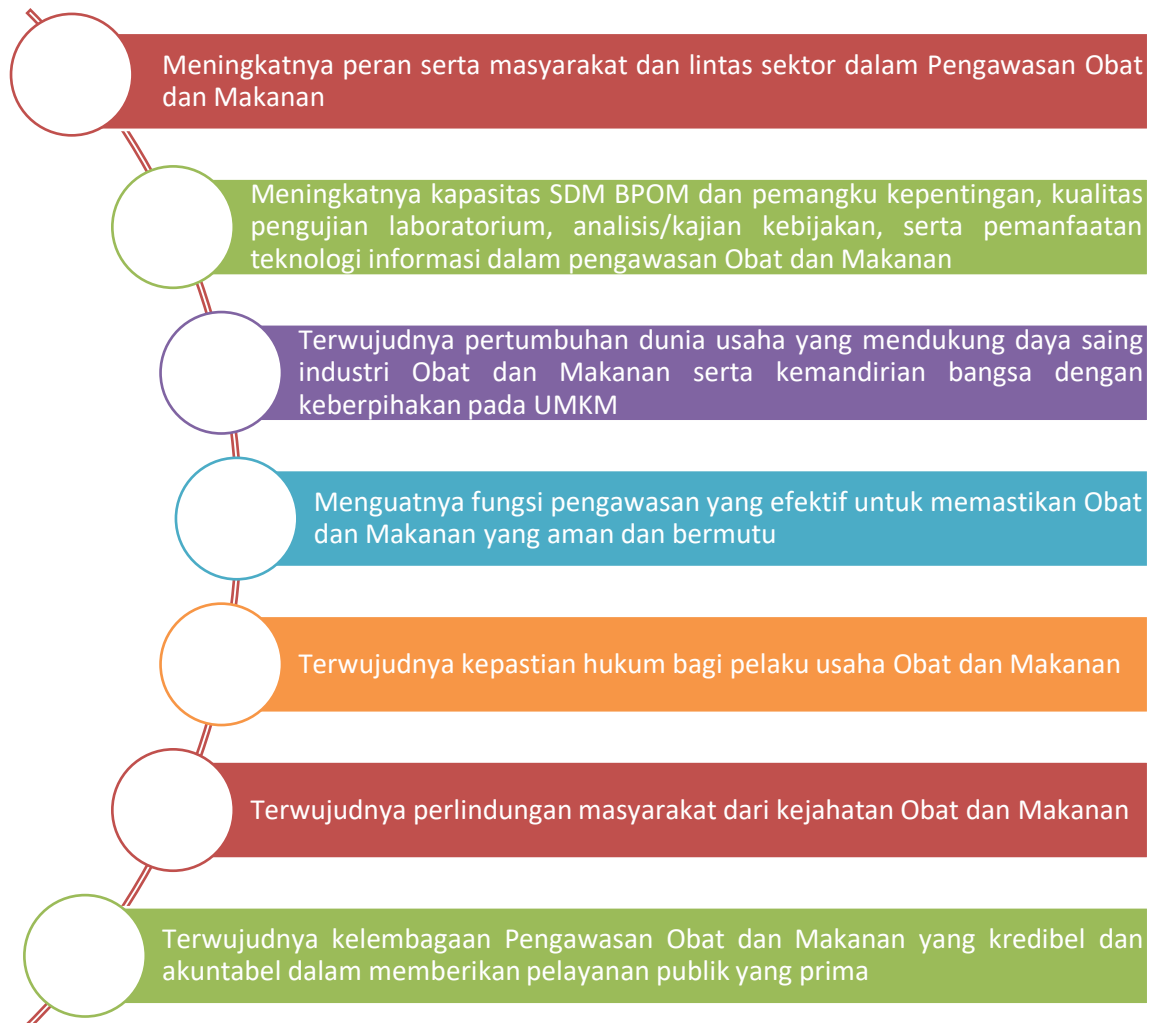 Meningkatnya peran serta masyarakat dan lintas sektor dalam Pengawasan Obat
dan Makanan
Meningkatnya kapasitas SDM BPOM dan pemangku kepentingan, kualitas
pengujian laboratorium, analisis/kajian kebijakan, serta pemanfaatan
teknologi informasi dalam pengawasan Obat dan Makanan
Terwujudnya pertumbuhan dunia usaha yang mendukung daya saing
industri Obat dan Makanan serta kemandirian bangsa dengan
keberpihakan pada UMKM
Menguatnya fungsi pengawasan yang efektif untuk memastikan Obat
dan Makanan yang aman dan bermutu
Terwujudnya kepastian hukum bagi pelaku usaha Obat dan Makanan
Terwujudnya perlindungan masyarakat dari kejahatan Obat dan Makanan
Terwujudnya kelembagaan Pengawasan Obat dan Makanan yang kredibel dan
akuntabel dalam memberikan pelayanan publik yang prima